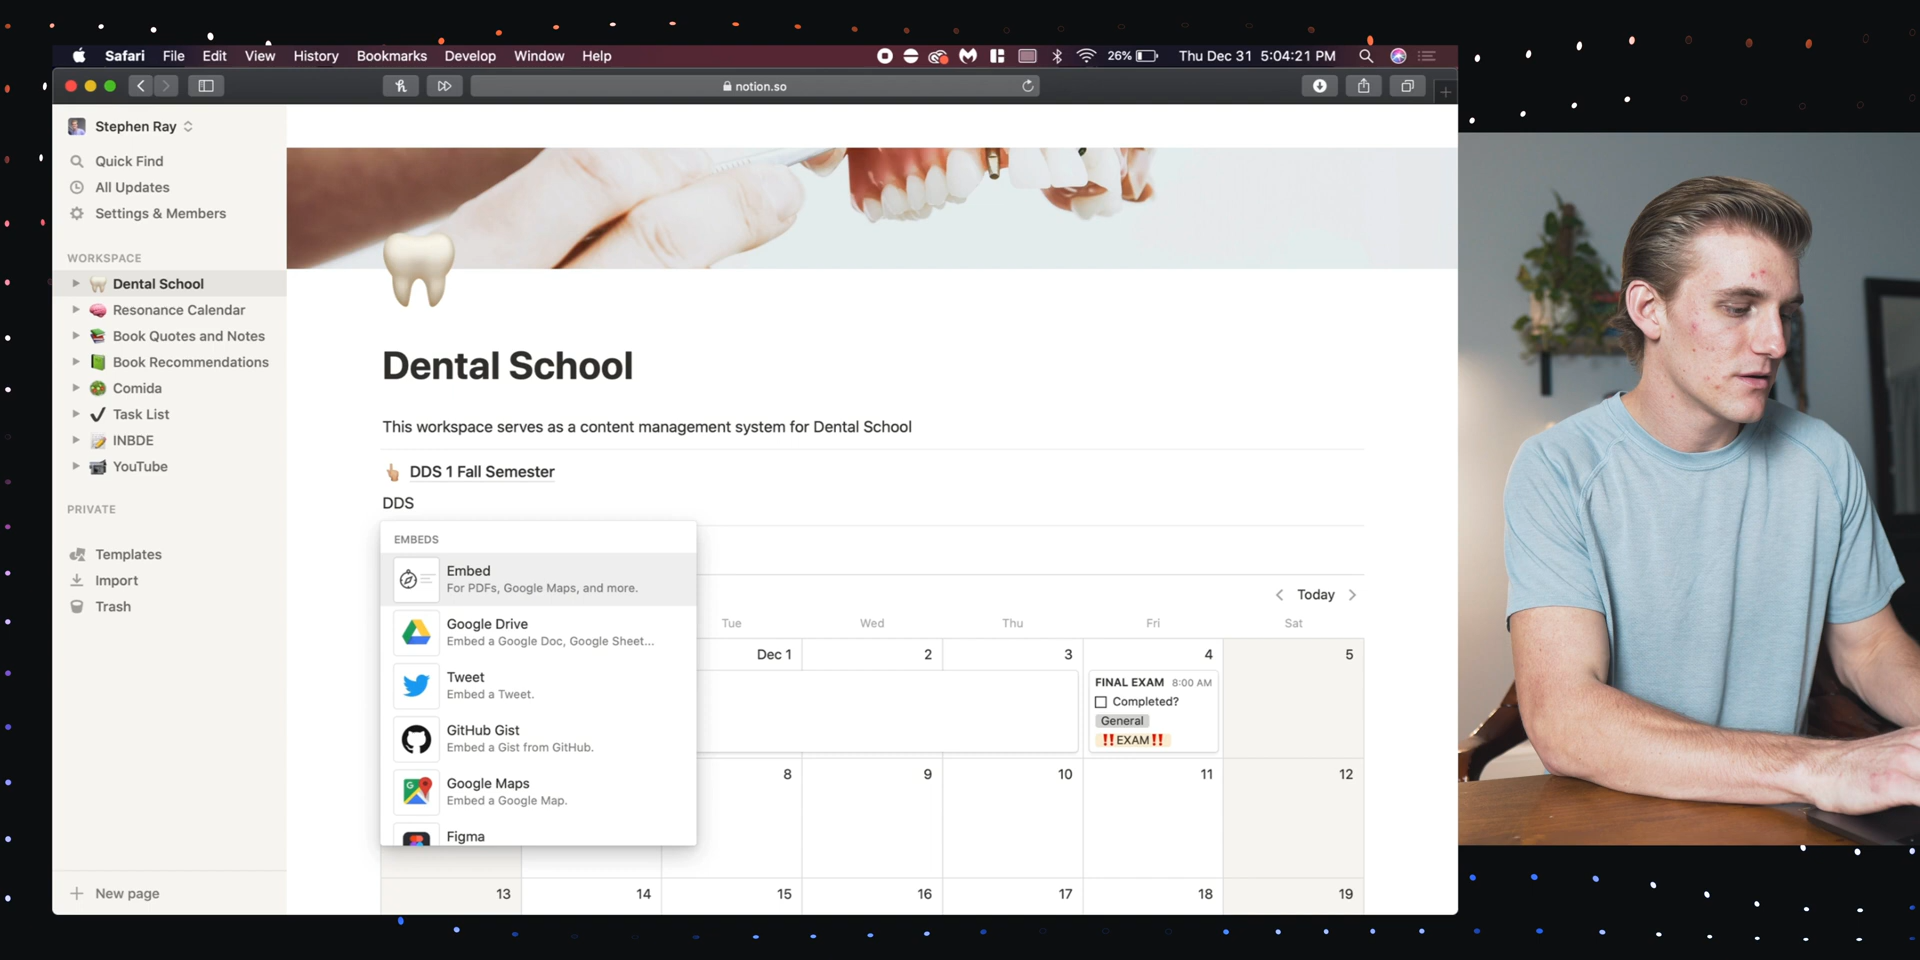 Safari File Edit View History Bookmarks Develop Window Help 26% Thu Dec 31 5:04:21 PM
notion.so
Stephen Ray
Quick Find
All Updates
Settings & Members
WORKSPACE
Dental School
Resonance Calendar
Book Quotes and Notes
Book Recommendations
Comida
Task List
INBDE
YouTube
PRIVATE
Templates
Import
Trash
New page
Dental School
This workspace serves as a content management system for Dental School
DDS 1 Fall Semester
DDS
EMBEDS
Embed
For PDFs, Google Maps, and more.
Google Drive
Embed a Google Doc, Google Sheet...
Tweet
Embed a Tweet.
GitHub Gist
Embed a Gist from GitHub.
Google Maps
Embed a Google Map.
Figma
Today
Tue Wed Thu Fri Sat
Dec 1 2 3 4 5
FINAL EXAM 8:00 AM
Completed?
General
‼️EXAM‼️
8 9 10 11 12
13 14 15 16 17 18 19